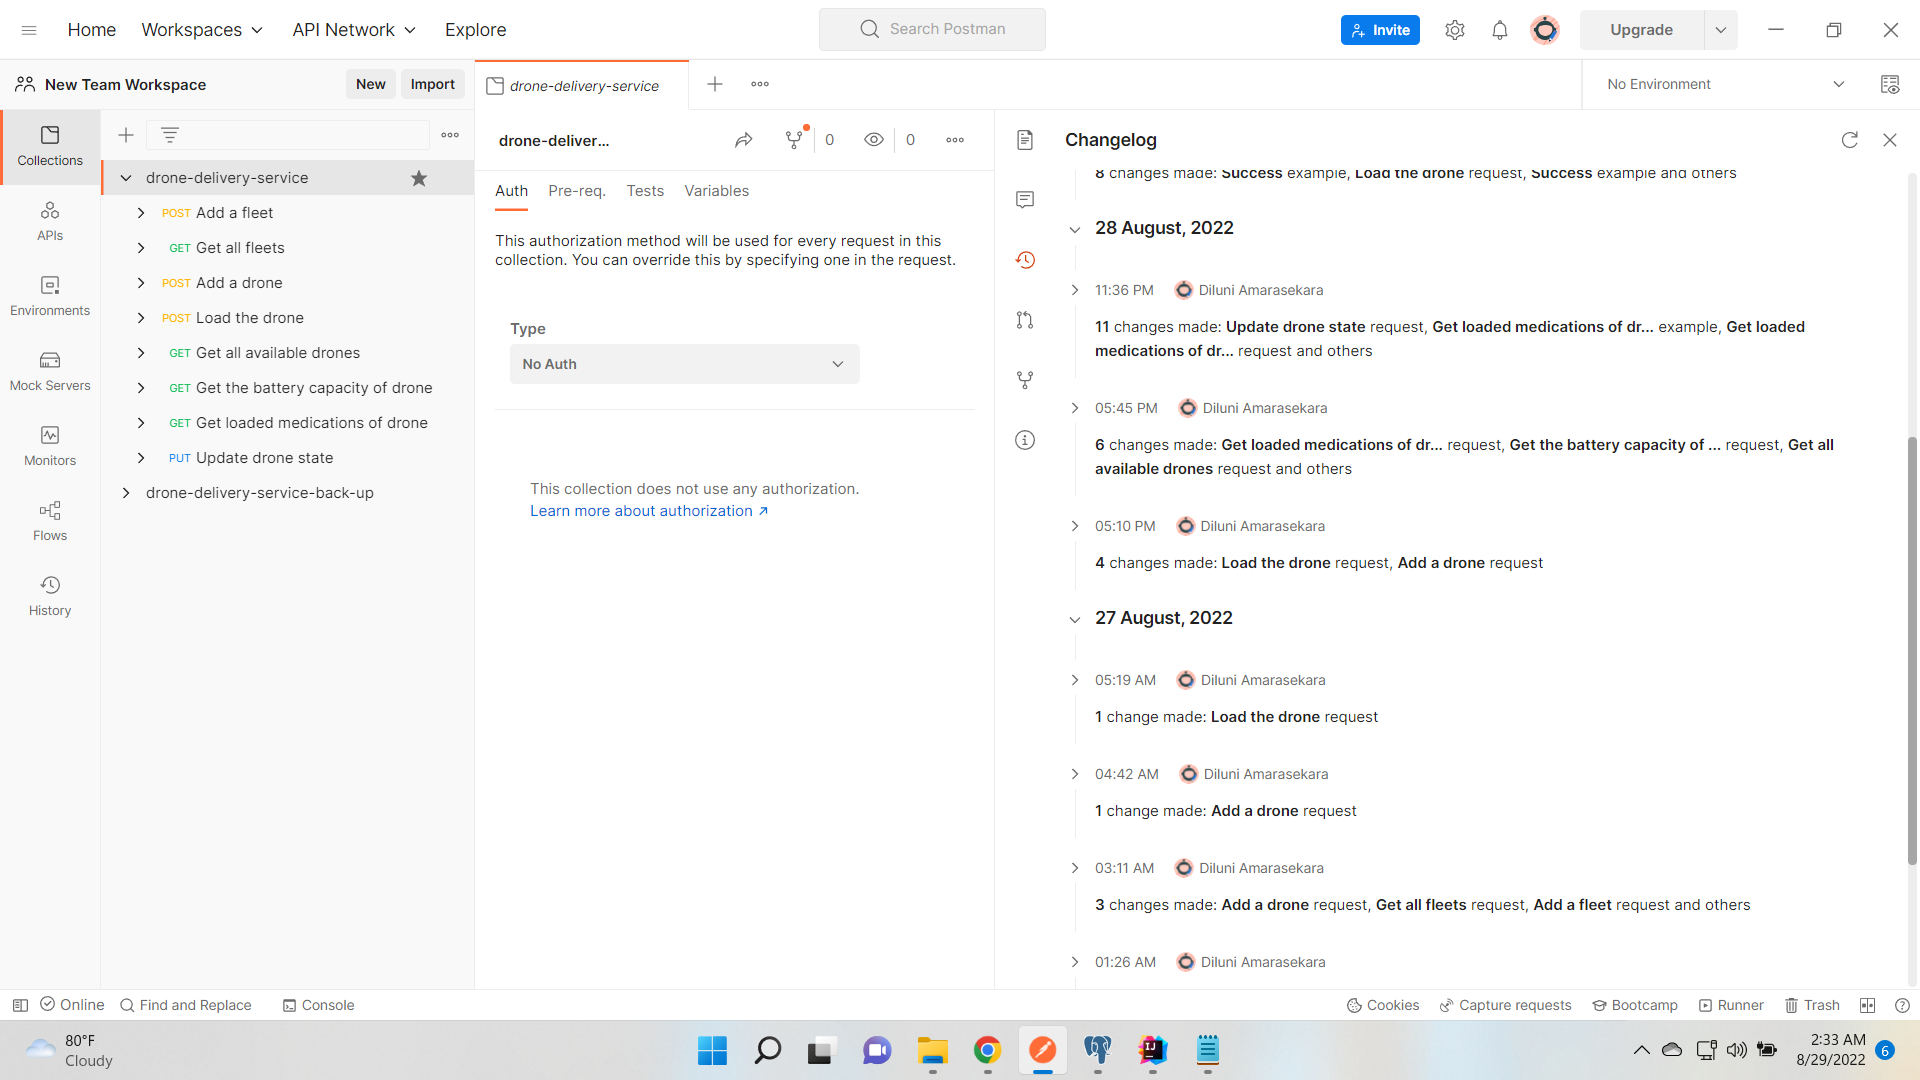 Home
Workspaces
API Network
Explore
Search Postman
Invite
Upgrade
New Team Workspace
New
Import
drone-delivery-service
No Environment
Collections
APIs
Environments
Mock Servers
Monitors
Flows
History
drone-delivery-service
POST Add a fleet
GET Get all fleets
POST Add a drone
POST Load the drone
GET Get all available drones
GET Get the battery capacity of drone
GET Get loaded medications of drone
PUT Update drone state
drone-delivery-service-back-up
drone-deliver...
0
0
Auth
Pre-req.
Tests
Variables
This authorization method will be used for every request in this
collection. You can override this by specifying one in the request.
Type
No Auth
This collection does not use any authorization.
Learn more about authorization ↗
Changelog
8 changes made: Success example, Load the drone request, Success example and others
28 August, 2022
11:36 PM Diluni Amarasekara
11 changes made: Update drone state request, Get loaded medications of dr... example, Get loaded
medications of dr... request and others
05:45 PM Diluni Amarasekara
6 changes made: Get loaded medications of dr... request, Get the battery capacity of ... request, Get all
available drones request and others
05:10 PM Diluni Amarasekara
4 changes made: Load the drone request, Add a drone request
27 August, 2022
05:19 AM Diluni Amarasekara
1 change made: Load the drone request
04:42 AM Diluni Amarasekara
1 change made: Add a drone request
03:11 AM Diluni Amarasekara
3 changes made: Add a drone request, Get all fleets request, Add a fleet request and others
01:26 AM Diluni Amarasekara
Online
Find and Replace
Console
Cookies
Capture requests
Bootcamp
Runner
Trash
80°F
Cloudy
IJ
2:33 AM
8/29/2022
6